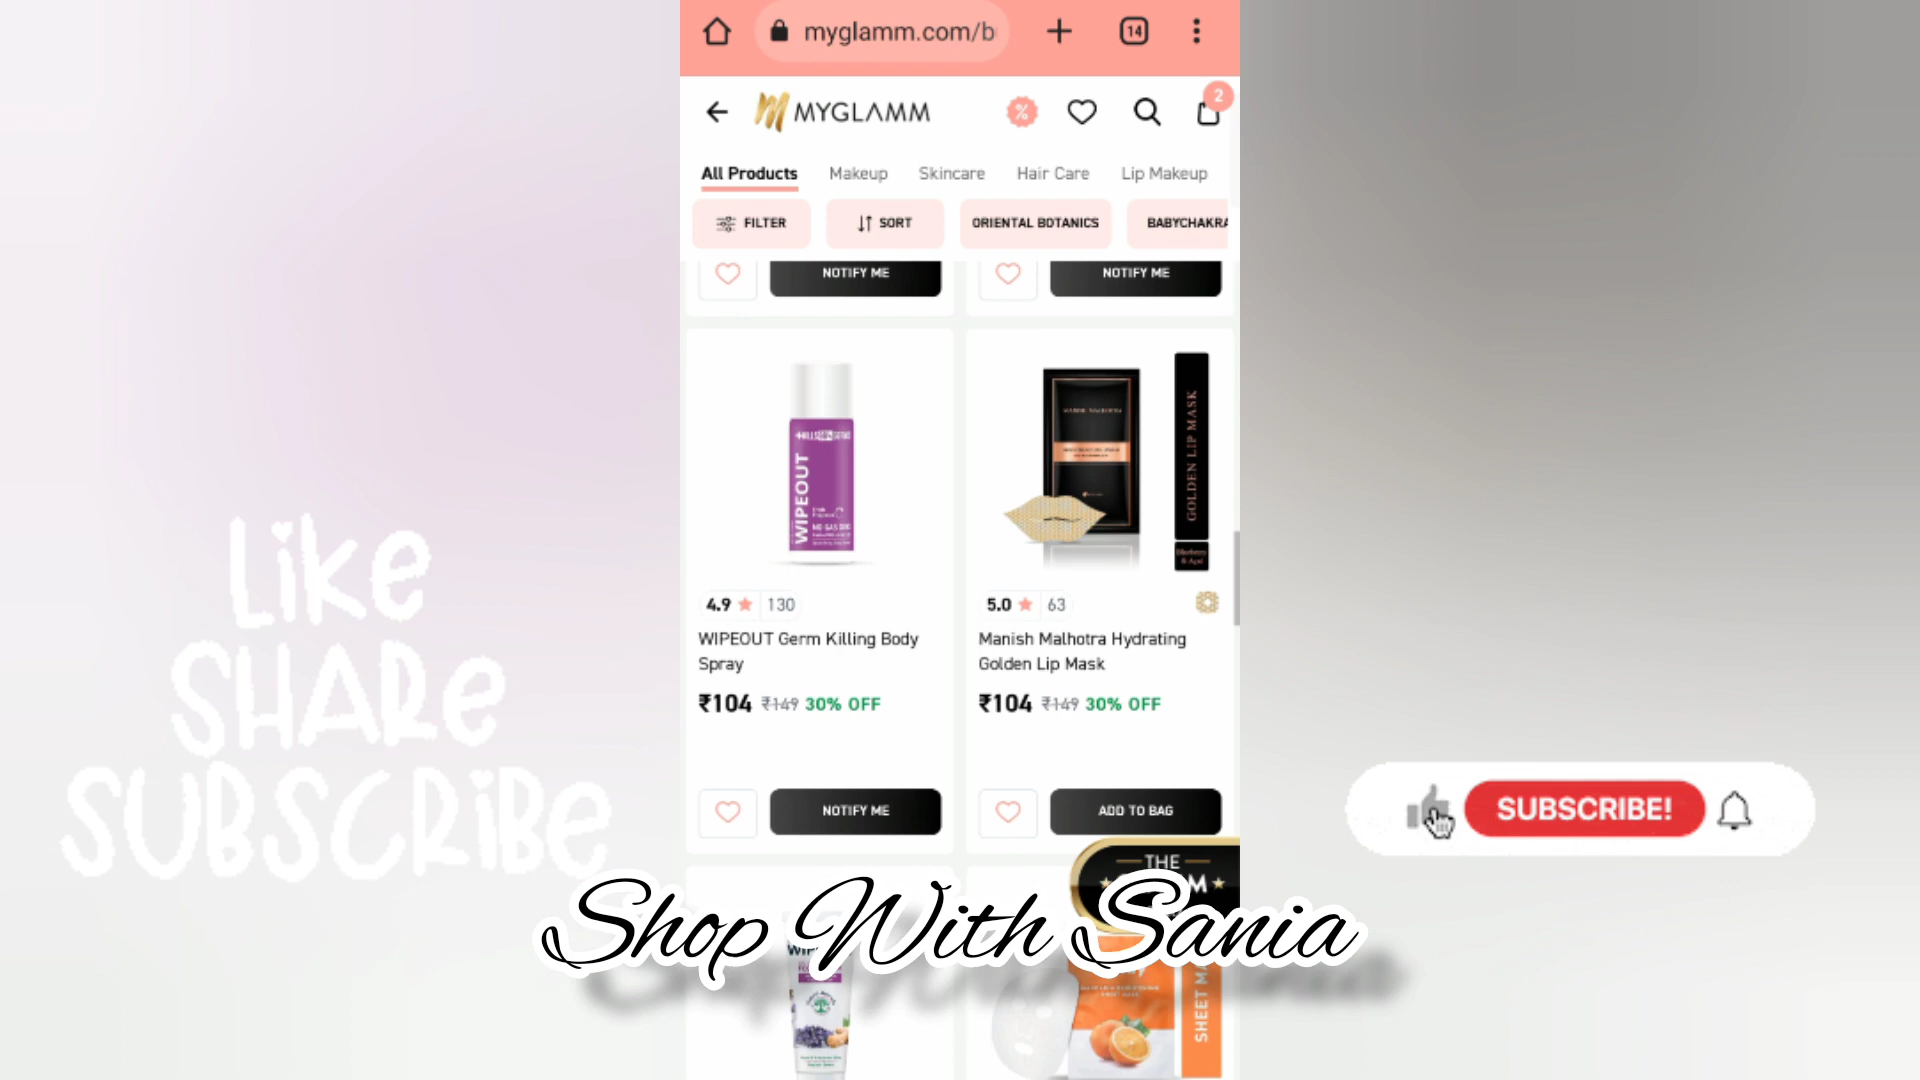 myglamm.com/b
14
MYGLAMM
%
2
All Products Makeup Skincare Hair Care Lip Makeup
FILTER SORT ORIENTAL BOTANICS BABYCHAKRA
NOTIFY ME NOTIFY ME
WIPEOUT
GOLDEN LIP MASK
4.9 130
5.0 63
WIPEOUT Germ Killing Body
Spray
Manish Malhotra Hydrating
Golden Lip Mask
₹104 ₹149 30% OFF
₹104 ₹149 30% OFF
NOTIFY ME
ADD TO BAG
Like
SHARe
SUBSCRiBe
SUBSCRIBE!
THE
Shop With Sania
SHEET MA